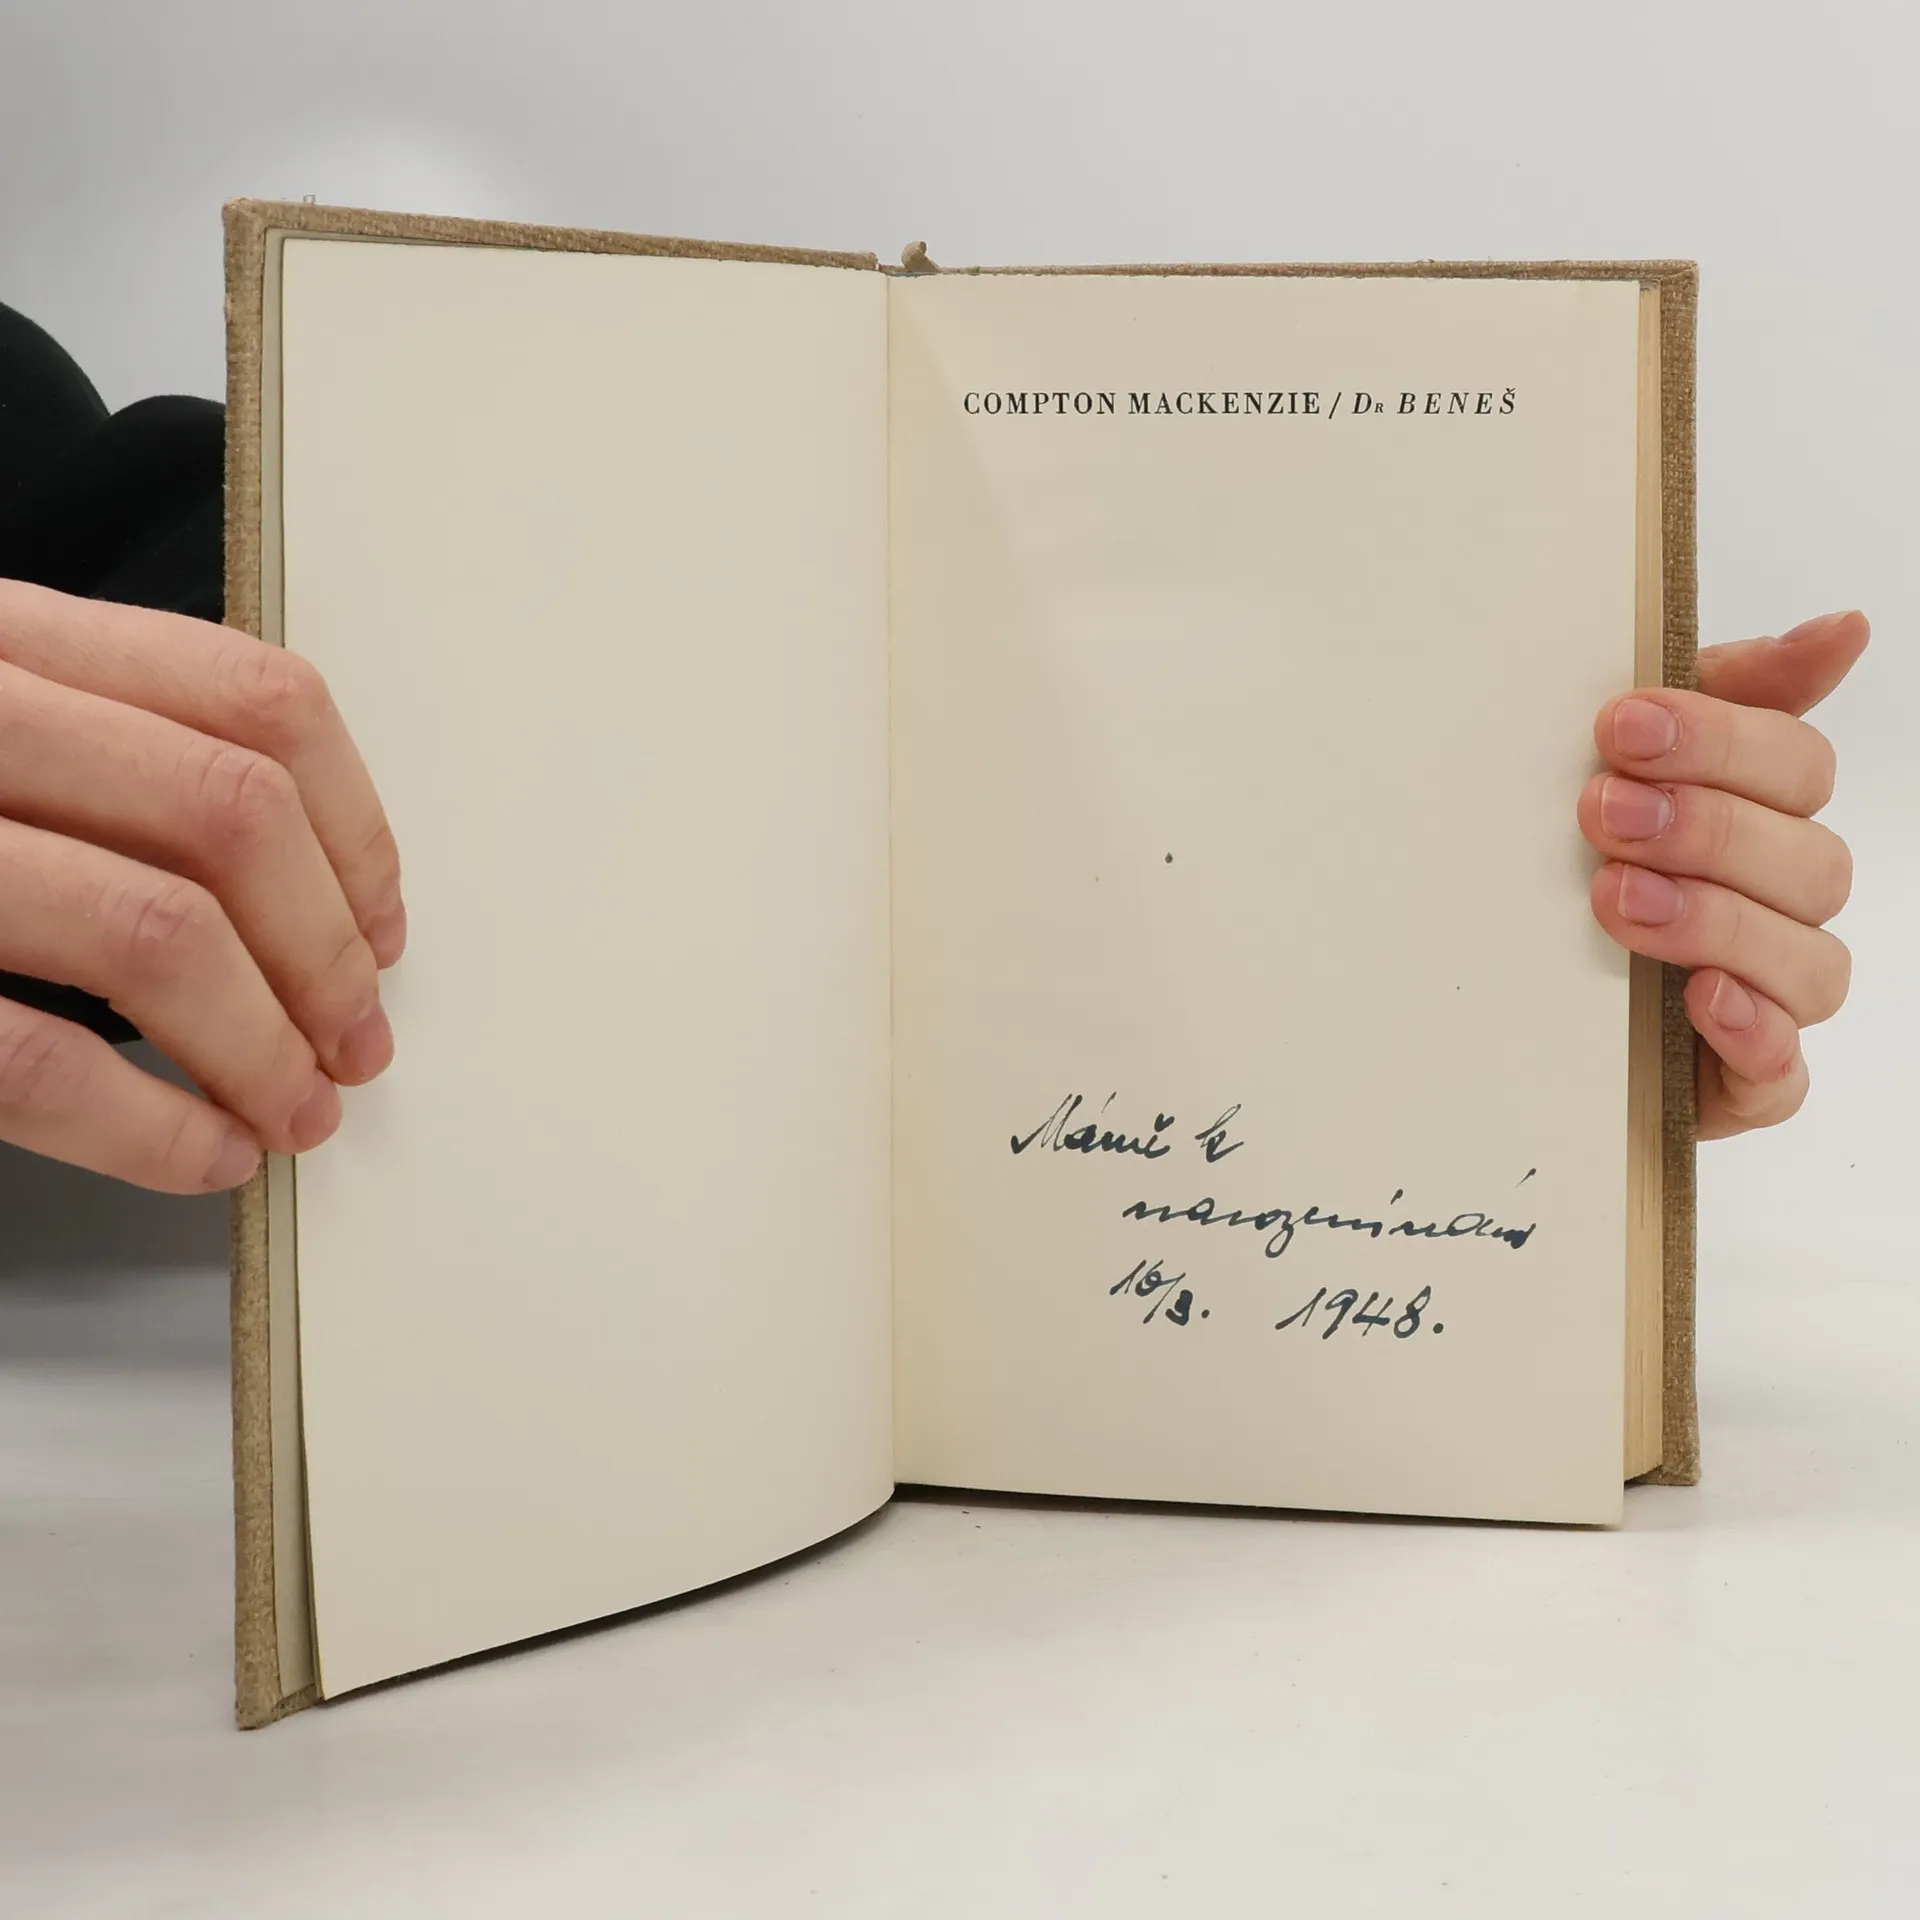 COMPTON MACKENZIE / Dr BENEŠ
Mámě k
narozeninám
16/3. 1948.